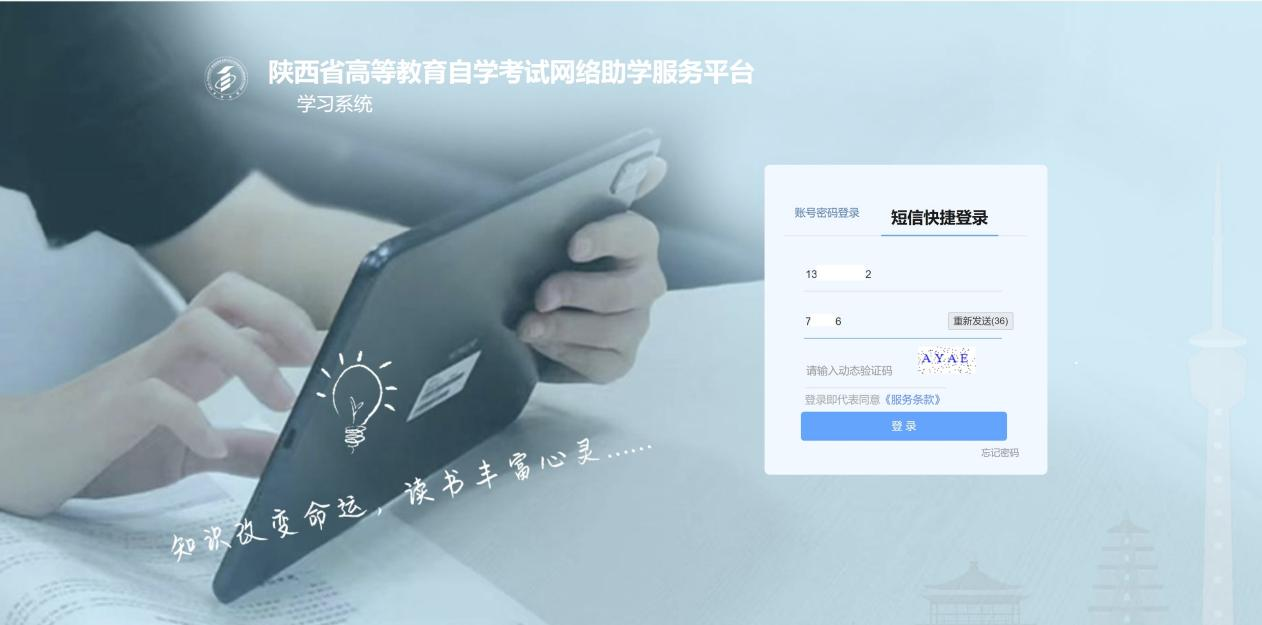 陕西省高等教育自学考试网络助学服务平台
学习系统
账号密码登录 短信快捷登录
13 2
7 6 重新发送(36)
请输入动态验证码 AYAE
登录即代表同意《服务条款》
登 录
忘记密码
知识改变命运，读书丰富心灵……